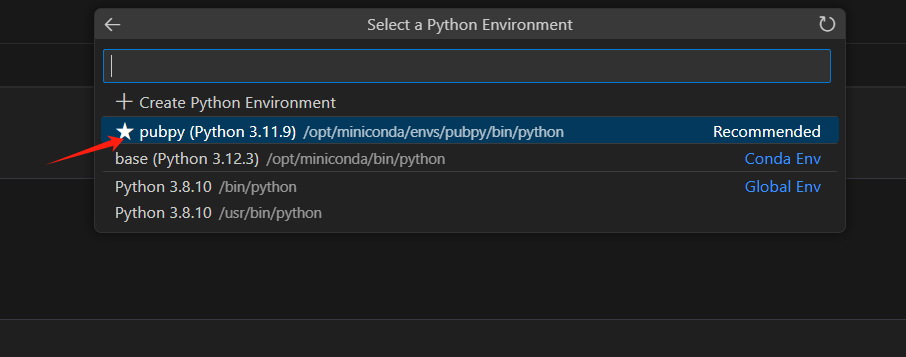 Select a Python Environment
Create Python Environment
pubpy (Python 3.11.9) /opt/miniconda/envs/pubpy/bin/python Recommended
base (Python 3.12.3) /opt/miniconda/bin/python Conda Env
Python 3.8.10 /bin/python Global Env
Python 3.8.10 /usr/bin/python